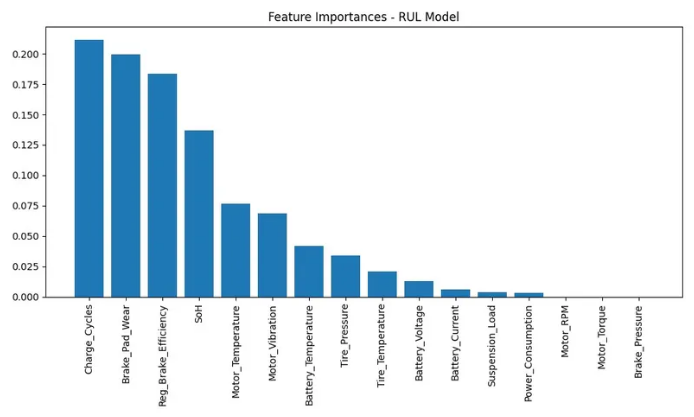 Feature Importances - RUL Model
0.200
0.175
0.150
0.125
0.100
0.075
0.050
0.025
0.000
Charge_Cycles
Brake_Pad_Wear
Reg_Brake_Efficiency
SoH
Motor_Temperature
Motor_Vibration
Battery_Temperature
Tire_Pressure
Tire_Temperature
Battery_Voltage
Battery_Current
Suspension_Load
Power_Consumption
Motor_RPM
Motor_Torque
Brake_Pressure